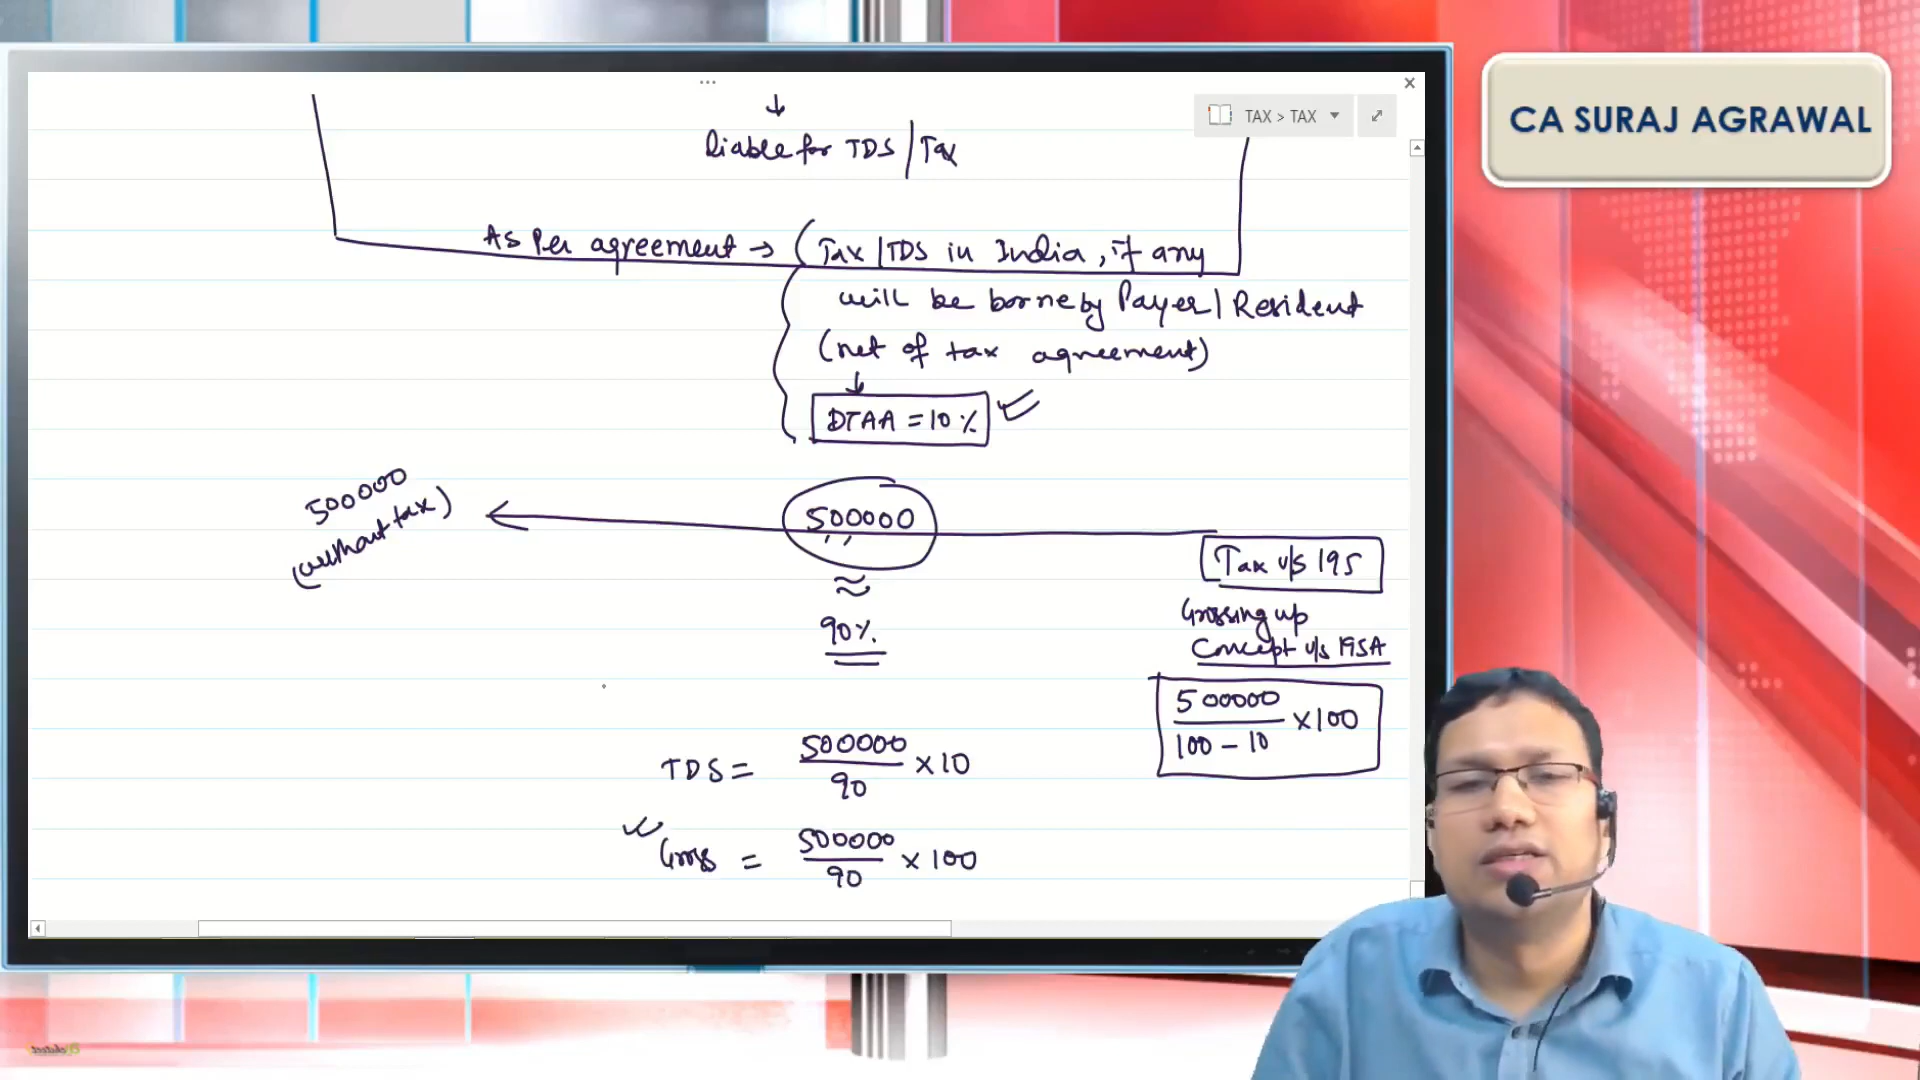 CA SURAJ AGRAWAL
TAX > TAX
liable for TDS | Tax
As Per agreement → (Tax | TDS in India, if any
will be borne by Payer | Resident
(net of tax agreement)
DTAA = 10%
500000
(without tax)
500000
90%
Tax u/s 195
Grossing up
Concept u/s 195A
500000
100 - 10
×100
TDS = 500000
90
× 10
Gross = 500000
90
× 100